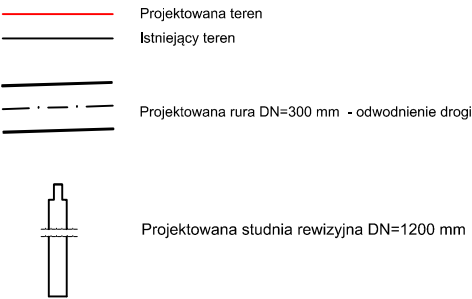 Projektowana teren
Istniejący teren
Projektowana rura DN=300 mm - odwodnienie drogi
Projektowana studnia rewizyjna DN=1200 mm